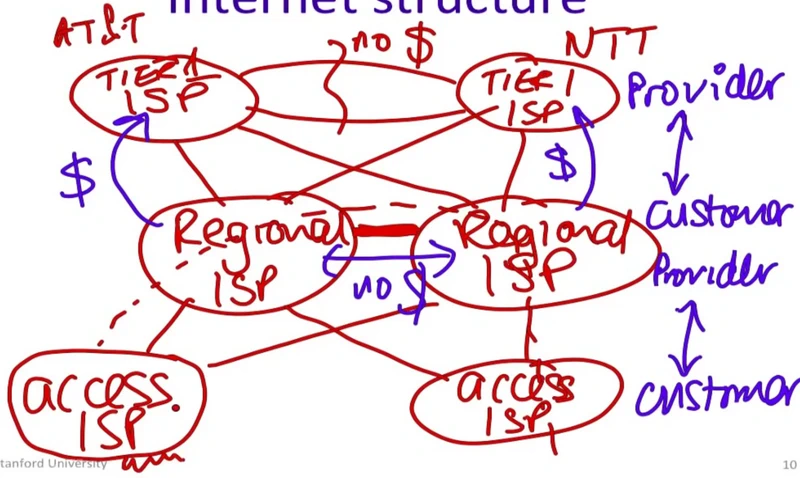 Internet structure
AT&T
no $
NTT
TIER 1
ISP
TIER 1
ISP
Provider
$
$
Customer
Regional
ISP
Regional
ISP
no $
Provider
access
ISP
access
ISP
Customer
tanford University
10